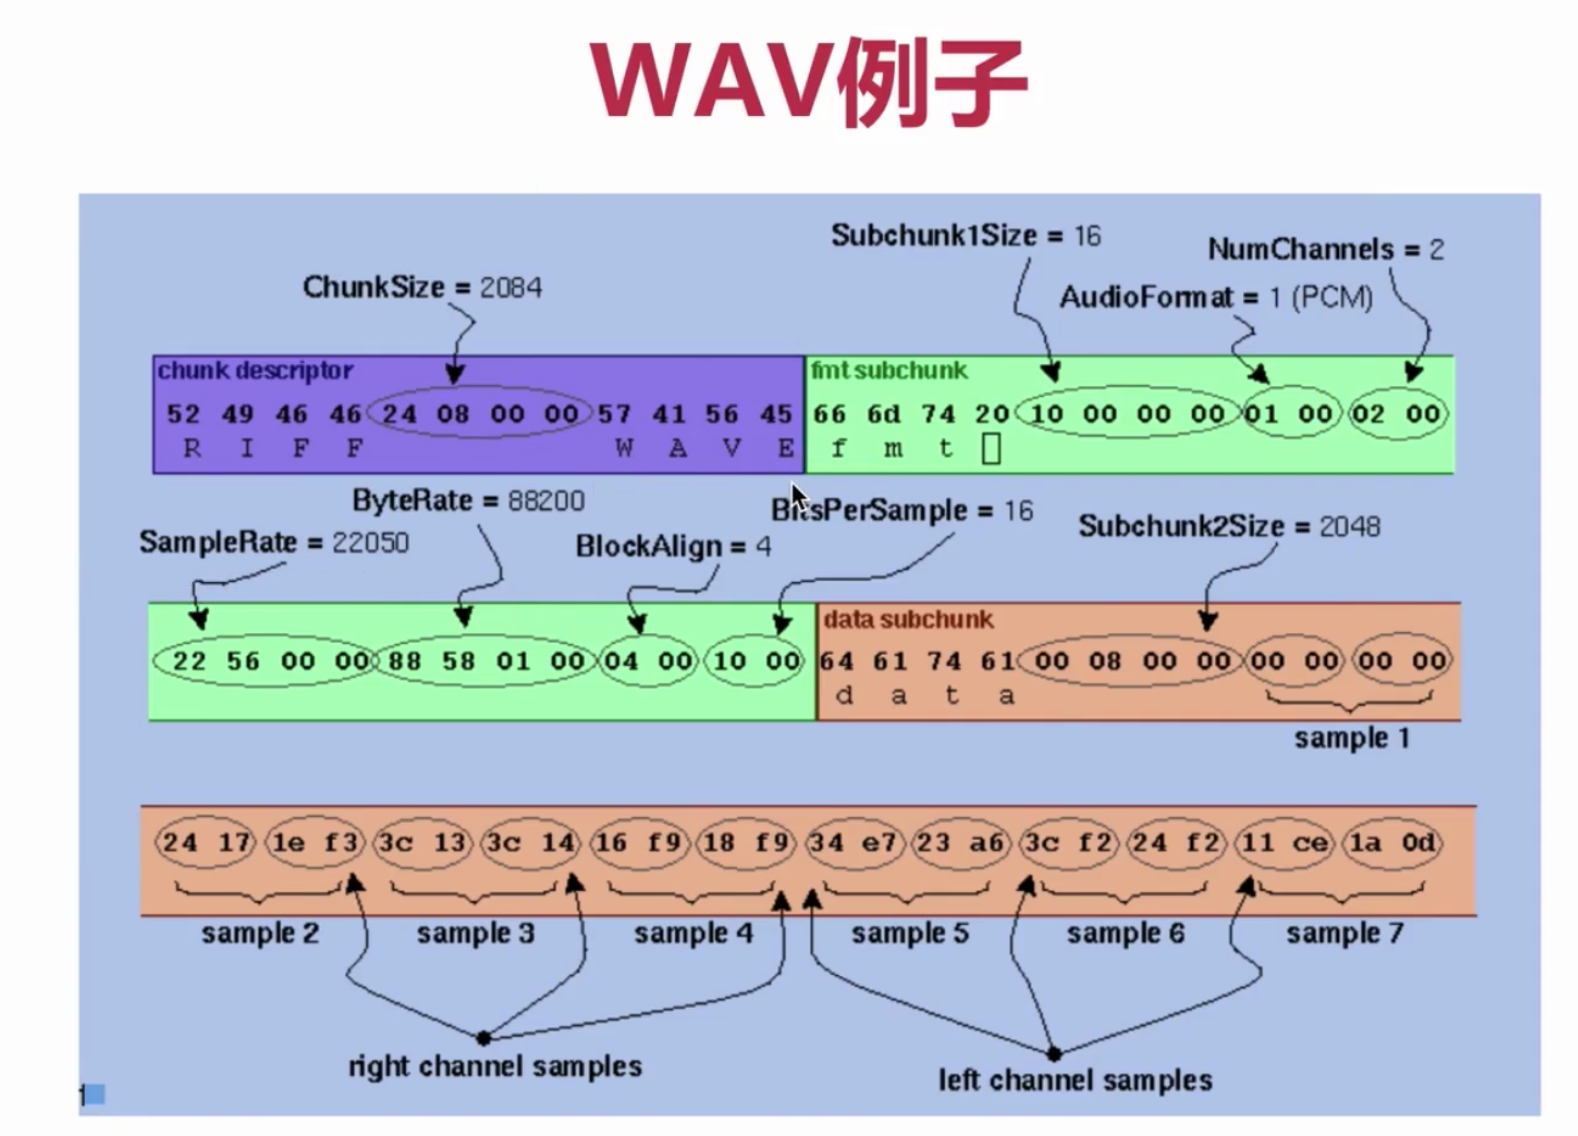 WAV例子
Subchunk1Size = 16
NumChannels = 2
ChunkSize = 2084
AudioFormat = 1 (PCM)
chunk descriptor
fmt subchunk
52 49 46 46 24 08 00 00 57 41 56 45 66 6d 74 20 10 00 00 00 01 00 02 00
R I F F W A V E f m t
ByteRate = 88200
BitsPerSample = 16
SampleRate = 22050
BlockAlign = 4
Subchunk2Size = 2048
data subchunk
22 56 00 00 88 58 01 00 04 00 10 00 64 61 74 61 00 08 00 00 00 00 00 00
d a t a
sample 1
24 17 1e f3 3c 13 3c 14 16 f9 18 f9 34 e7 23 a6 3c f2 24 f2 11 ce 1a 0d
sample 2 sample 3 sample 4 sample 5 sample 6 sample 7
right channel samples
left channel samples